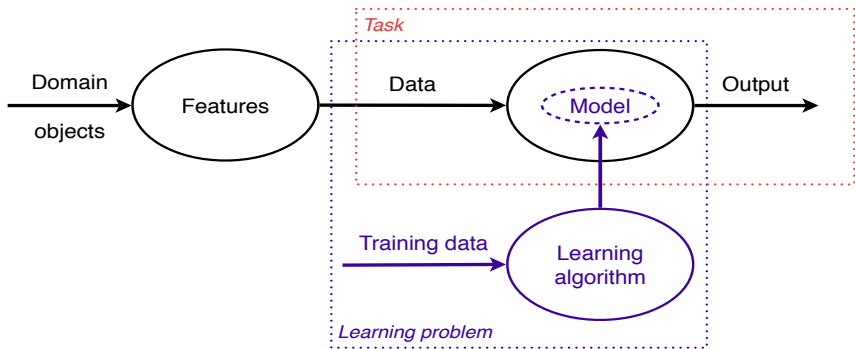 Task
Domain
objects
Features
Data
Model
Output
Training data
Learning
algorithm
Learning problem